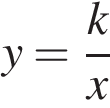 y = k/x